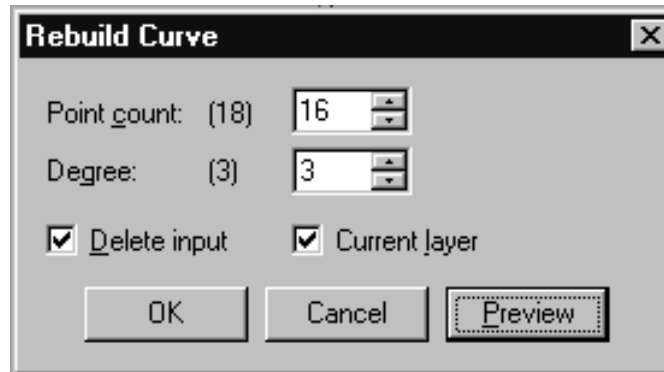 Rebuild Curve
Point count: (18) 16
Degree: (3) 3
Delete input Current layer
OK Cancel Preview